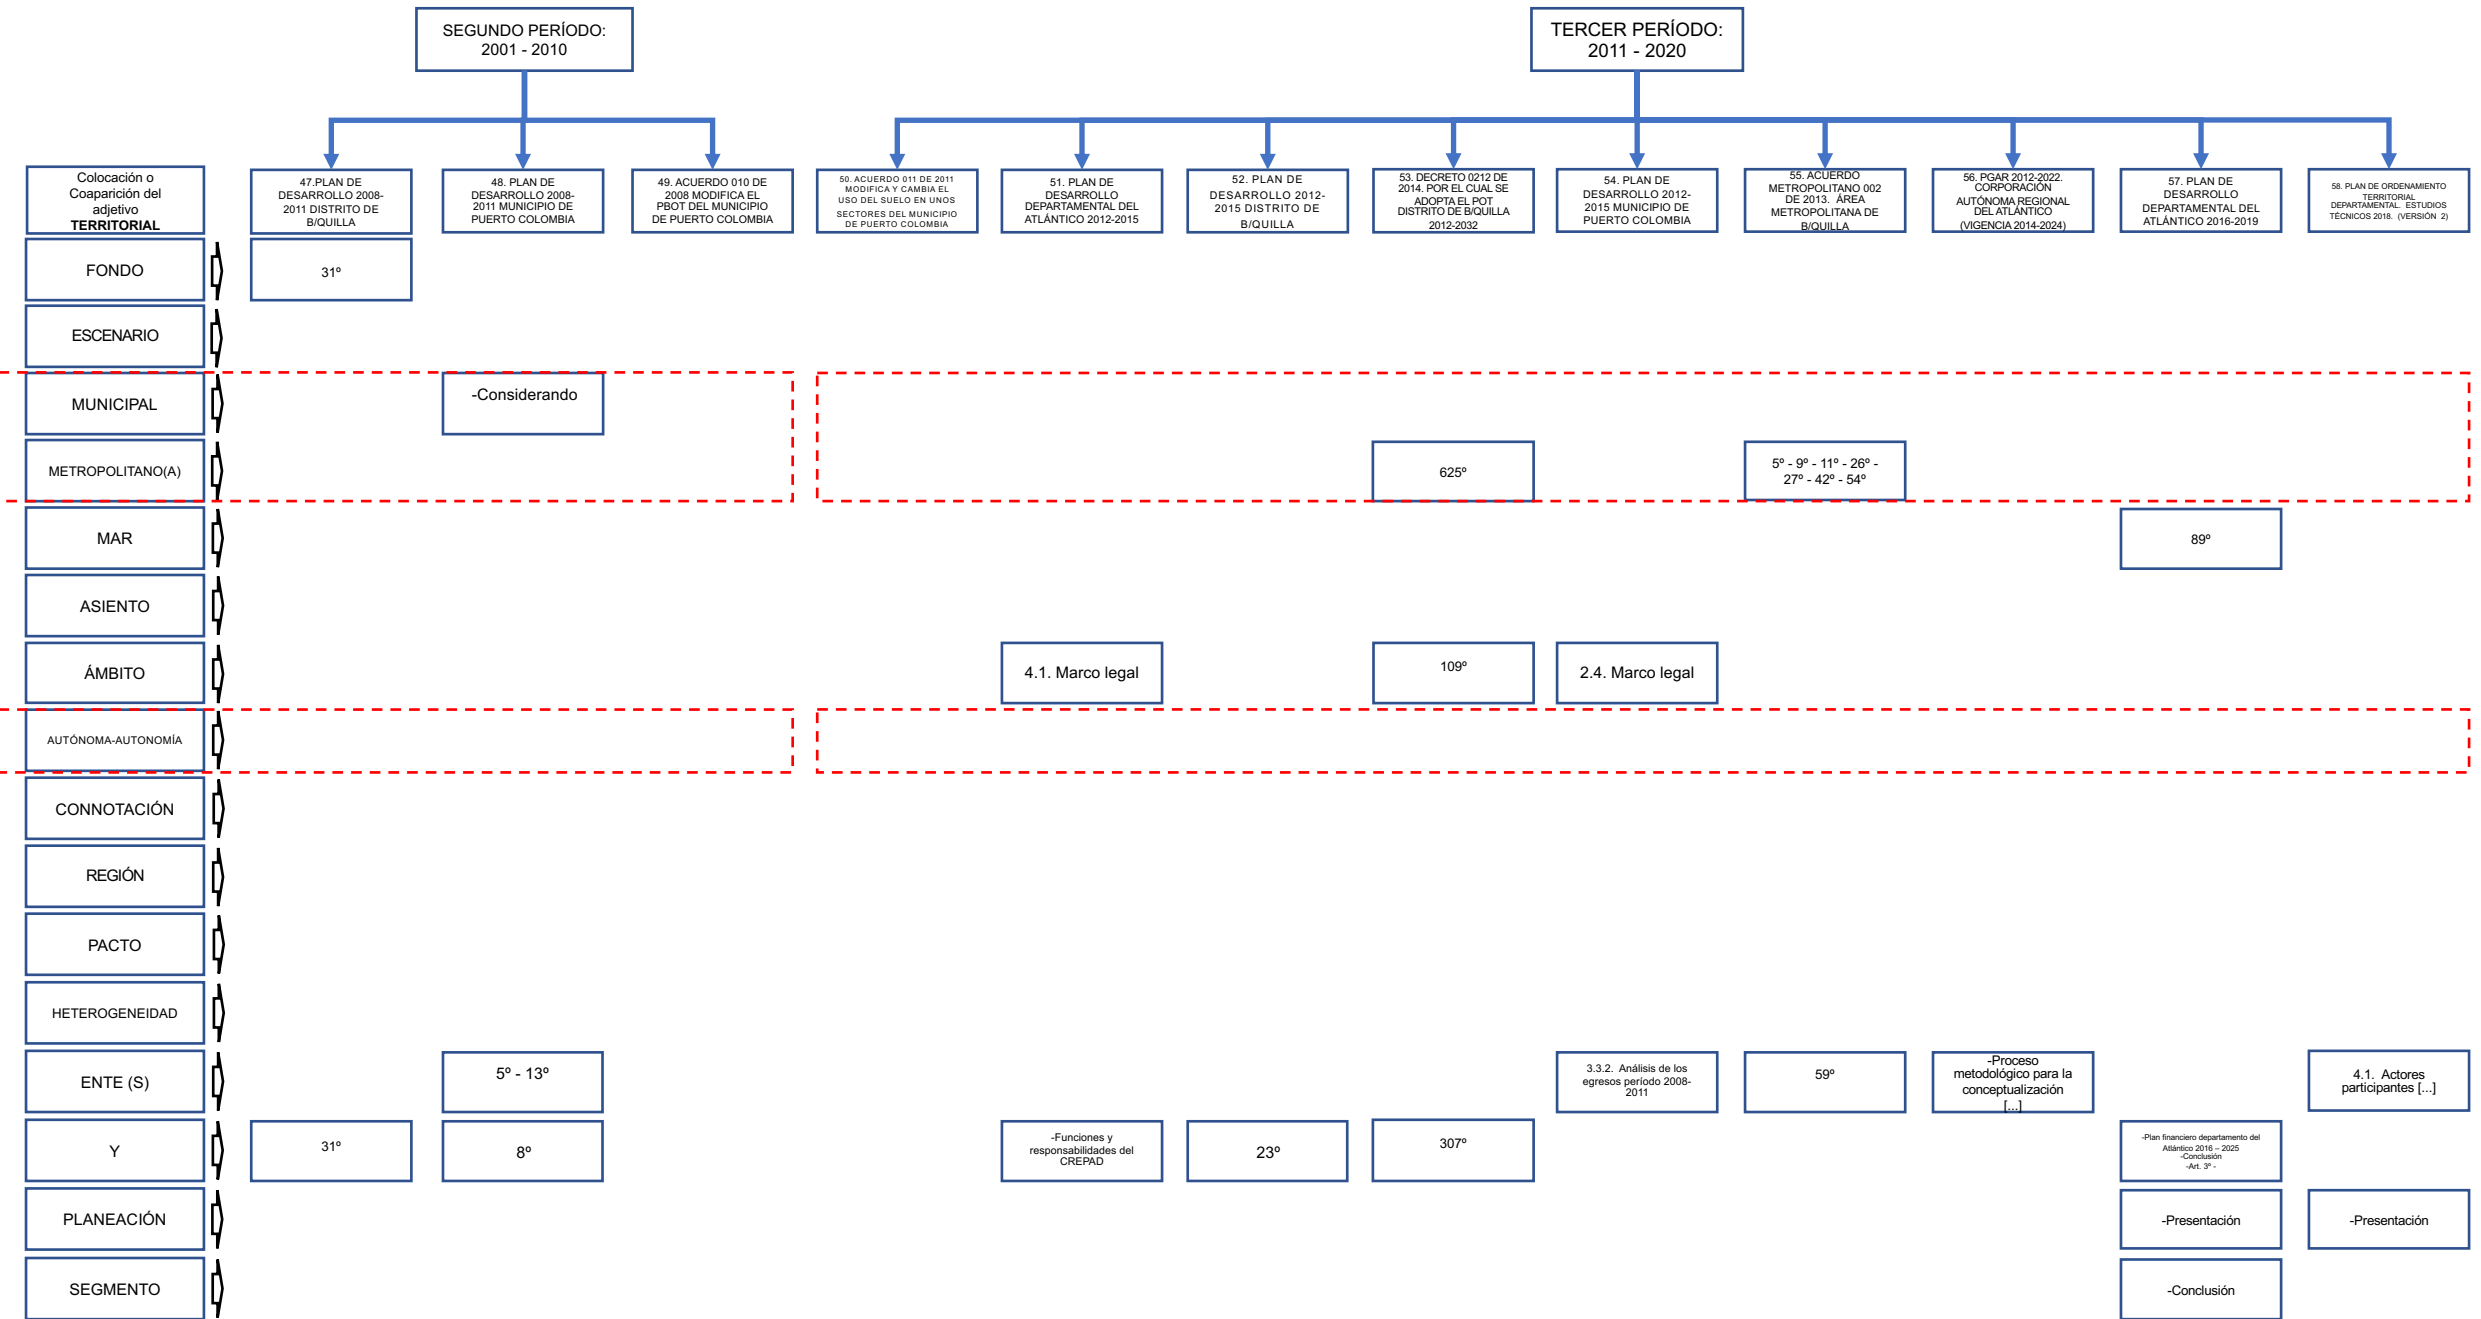 SEGUNDO PERÍODO:
2001 - 2010
TERCER PERÍODO:
2011 - 2020
Colocación o
Coaparición del
adjetivo
TERRITORIAL
47.PLAN DE
DESARROLLO 2008-
2011 DISTRITO DE
B/QUILLA
48. PLAN DE
DESARROLLO 2008-
2011 MUNICIPIO DE
PUERTO COLOMBIA
49. ACUERDO 010 DE
2008 MODIFICA EL
PBOT DEL MUNICIPIO
DE PUERTO COLOMBIA
50. ACUERDO 011 DE 2011
MODIFICA Y CAMBIA EL
USO DEL SUELO EN UNOS
SECTORES DEL MUNICIPIO
DE PUERTO COLOMBIA
51. PLAN DE
DESARROLLO
DEPARTAMENTAL DEL
ATLÁNTICO 2012-2015
52. PLAN DE
DESARROLLO 2012-
2015 DISTRITO DE
B/QUILLA
53. DECRETO 0212 DE
2014. POR EL CUAL SE
ADOPTA EL POT
DISTRITO DE B/QUILLA
2012-2032
54. PLAN DE
DESARROLLO 2012-
2015 MUNICIPIO DE
PUERTO COLOMBIA
55. ACUERDO
METROPOLITANO 002
DE 2013. ÁREA
METROPOLITANA DE
B/QUILLA
56. PGAR 2012-2022.
CORPORACIÓN
AUTÓNOMA REGIONAL
DEL ATLÁNTICO
(VIGENCIA 2014-2024)
57. PLAN DE
DESARROLLO
DEPARTAMENTAL DEL
ATLÁNTICO 2016-2019
58. PLAN DE ORDENAMIENTO
TERRITORIAL
DEPARTAMENTAL. ESTUDIOS
TÉCNICOS 2018. (VERSIÓN 2)
FONDO
31º
ESCENARIO
MUNICIPAL
-Considerando
METROPOLITANO(A)
625º
5º - 9º - 11º - 26º -
27º - 42º - 54º
MAR
89º
ASIENTO
ÁMBITO
4.1. Marco legal
109º
2.4. Marco legal
AUTÓNOMA-AUTONOMÍA
CONNOTACIÓN
REGIÓN
PACTO
HETEROGENEIDAD
ENTE (S)
5º - 13º
3.3.2. Análisis de los
egresos período 2008-
2011
59º
-Proceso
metodológico para la
conceptualización
[...]
4.1. Actores
participantes [...]
Y
31º
8º
-Funciones y
responsabilidades del
CREPAD
23º
307º
-Plan financiero departamento del
Atlántico 2016 – 2025
-Conclusión
-Art. 3º -
PLANEACIÓN
-Presentación
-Presentación
SEGMENTO
-Conclusión